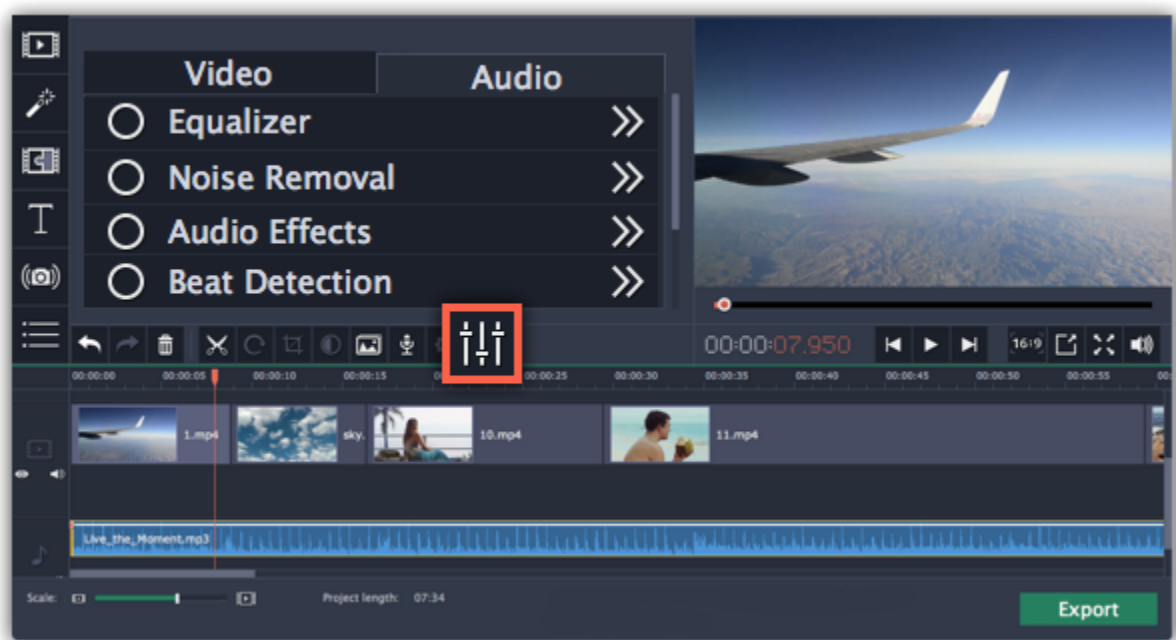 Video Audio
Equalizer
Noise Removal
Audio Effects
Beat Detection
T
00:00:07.950
16:9
00:00:00 00:00:05 00:00:10 00:00:15 00:00:25 00:00:30 00:00:35 00:00:40 00:00:45 00:00:50 00:00:55 00:
1.mp4 sky. 10.mp4 11.mp4
Live_the_Moment.mp3
Scale: Project length: 07:34
Export